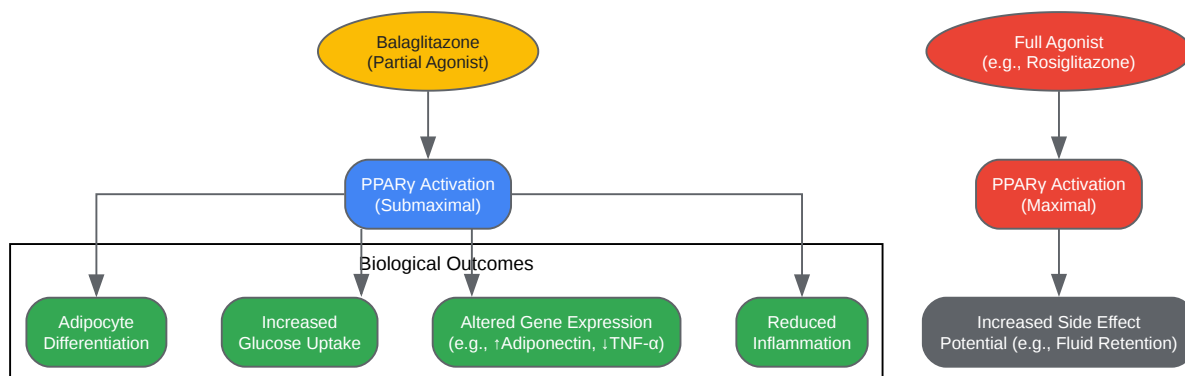 Balaglitazone
(Partial Agonist)
Full Agonist
(e.g., Rosiglitazone)
PPARγ Activation
(Submaximal)
PPARγ Activation
(Maximal)
Biological Outcomes
Adipocyte
Differentiation
Increased
Glucose Uptake
Altered Gene Expression
(e.g., ↑Adiponectin, ↓TNF-α)
Reduced
Inflammation
Increased Side Effect
Potential (e.g., Fluid Retention)